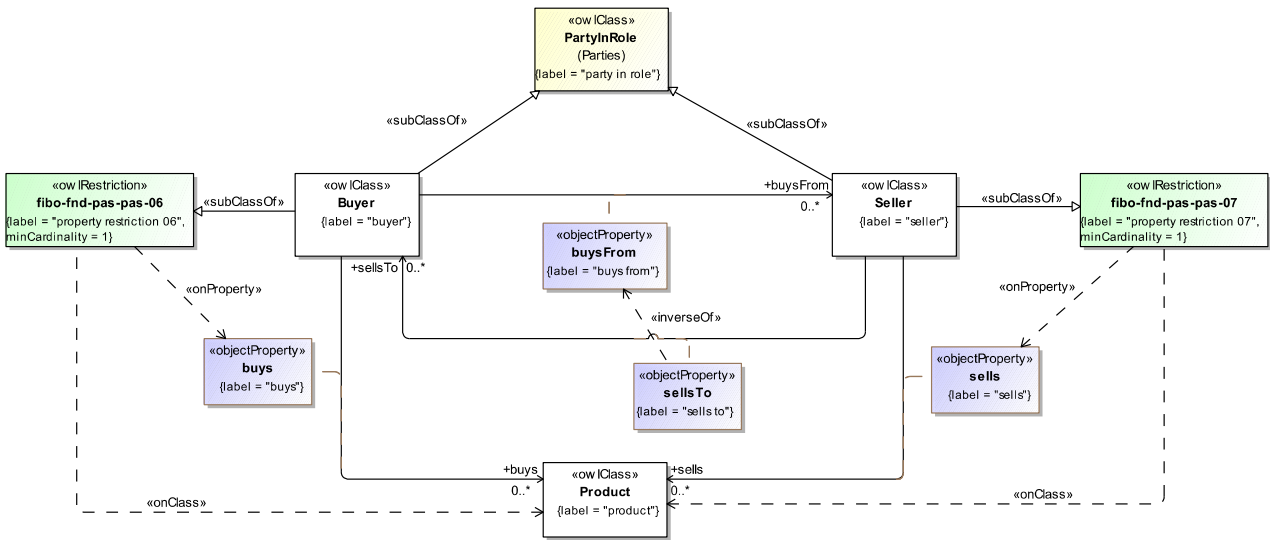 «owlClass»
PartyInRole
(Parties)
{label = "party in role"}
«subClassOf»
«subClassOf»
«owlRestriction»
fibo-fnd-pas-pas-06
{label = "property restriction 06",
minCardinality = 1}
«subClassOf»
«owlClass»
Buyer
{label = "buyer"}
+buysFrom
0..*
«owlClass»
Seller
{label = "seller"}
«subClassOf»
«owlRestriction»
fibo-fnd-pas-pas-07
{label = "property restriction 07",
minCardinality = 1}
«objectProperty»
buysFrom
{label = "buys from"}
+sellsTo 0..*
«onProperty»
«onProperty»
«inverseOf»
«objectProperty»
buys
{label = "buys"}
«objectProperty»
sellsTo
{label = "sells to"}
«objectProperty»
sells
{label = "sells"}
+buys
0..*
«owlClass»
Product
{label = "product"}
+sells
0..*
«onClass»
«onClass»